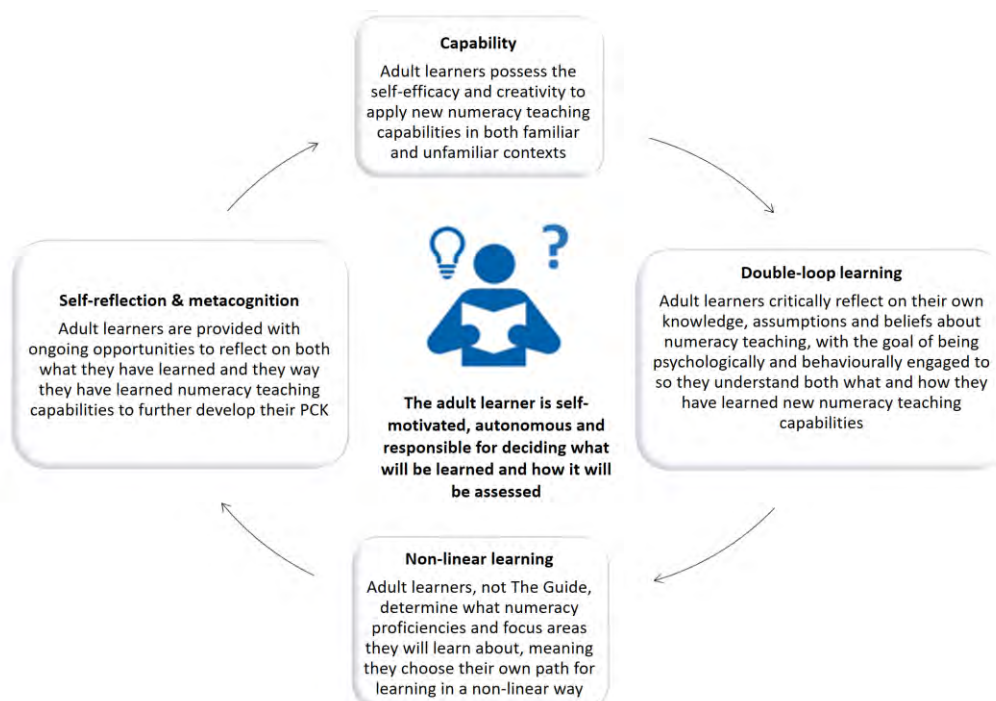 Capability
Adult learners possess the
self-efficacy and creativity to
apply new numeracy teaching
capabilities in both familiar
and unfamiliar contexts
?
Double-loop learning
Adult learners critically reflect on their own
knowledge, assumptions and beliefs about
numeracy teaching, with the goal of being
psychologically and behaviourally engaged to
so they understand both what and how they
have learned new numeracy teaching
capabilities
Self-reflection & metacognition
Adult learners are provided with
ongoing opportunities to reflect on both
what they have learned and they way
they have learned numeracy teaching
capabilities to further develop their PCK
The adult learner is self-
motivated, autonomous and
responsible for deciding what
will be learned and how it will
be assessed
Non-linear learning
Adult learners, not The Guide,
determine what numeracy
proficiencies and focus areas
they will learn about, meaning
they choose their own path for
learning in a non-linear way